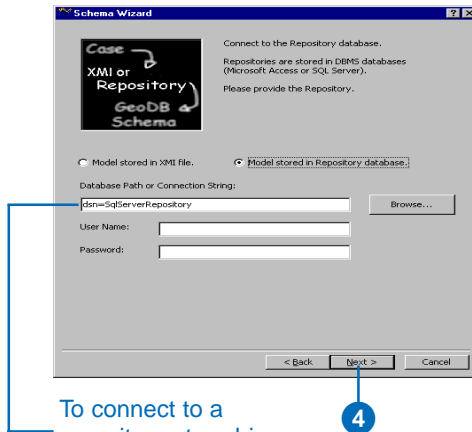 Schema Wizard
Case
XMI or
Repository
GeoDB
Schema
Connect to the Repository database.
Repositories are stored in DBMS databases
(Microsoft Access or SQL Server).
Please provide the Repository.
Model stored in XMI file.
Model stored in Repository database.
Database Path or Connection
String:
dsn=SqlServerRepository
Browse...
User Name:
Password:
< Back
Next >
Cancel
To connect to a
4